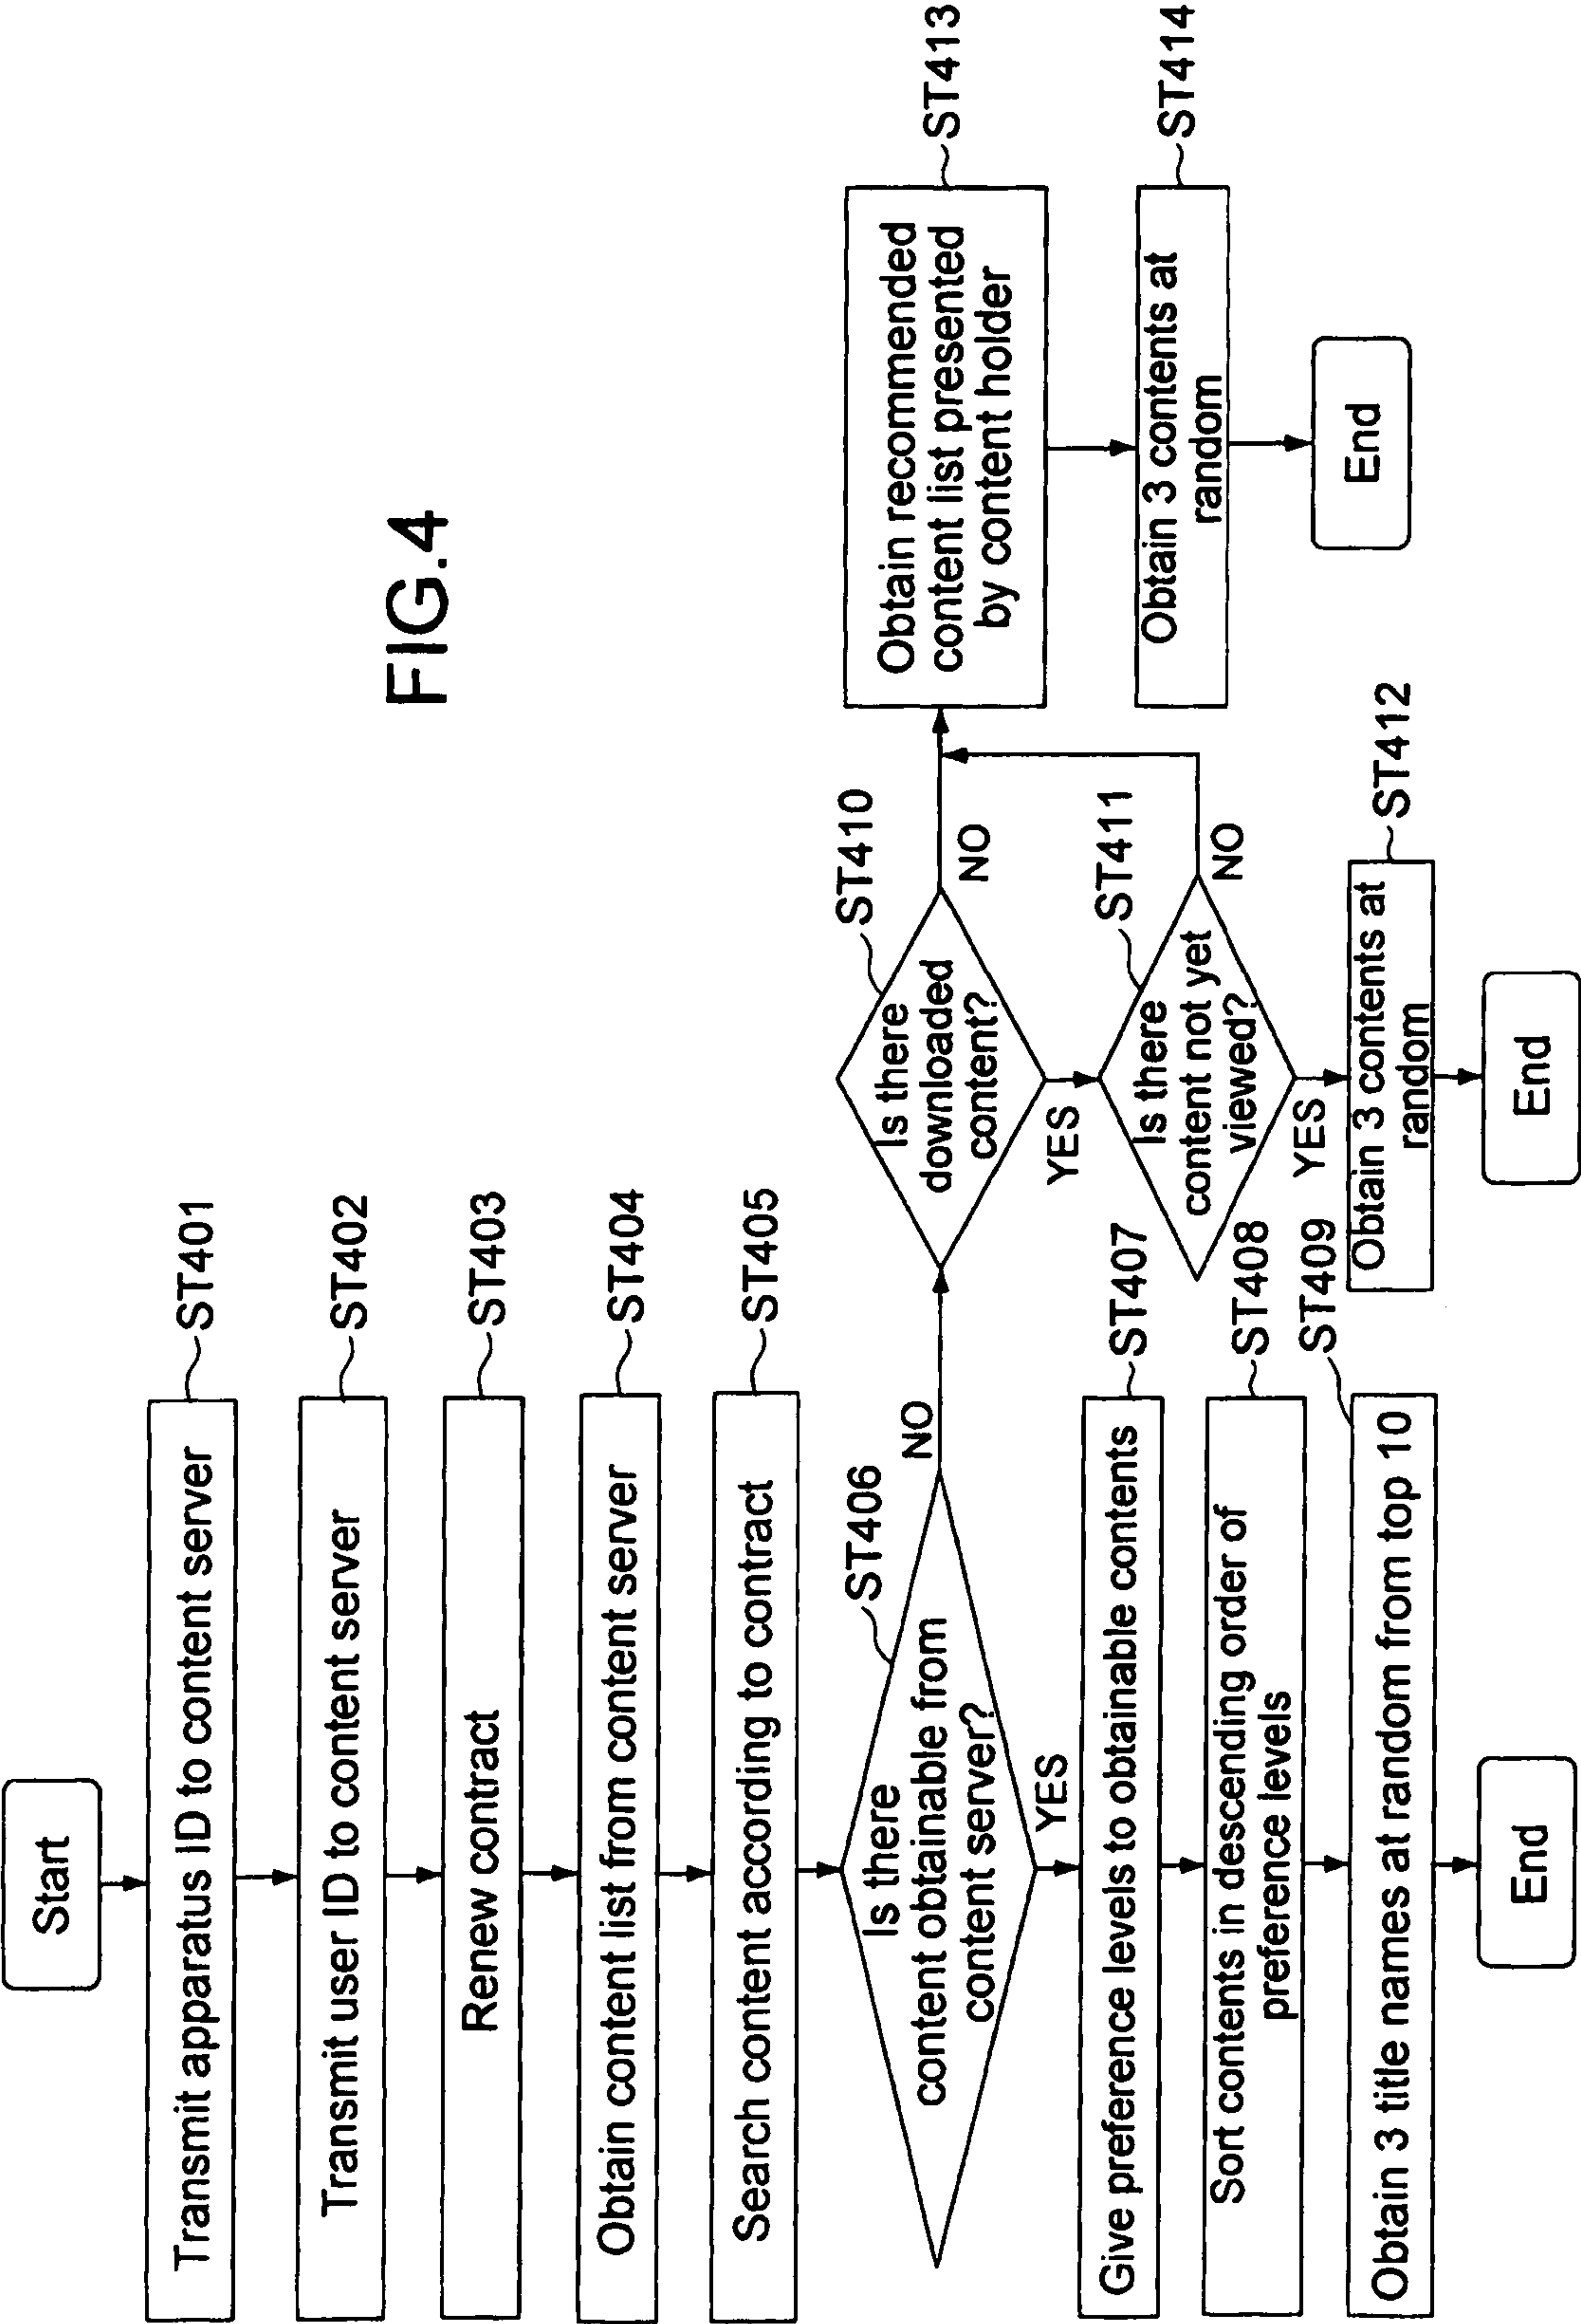 FIG.4
Start
Transmit apparatus ID to content server
ST401
Transmit user ID to content server
ST402
Renew contract
ST403
Obtain content list from content server
ST404
Search content according to contract
ST405
Is there
content obtainable from
content server?
ST406
NO
YES
Give preference levels to obtainable contents
ST407
Sort contents in descending order of
preference levels
ST408
Obtain 3 title names at random from top 10
ST409
End
Is there
downloaded
content?
ST410
NO
YES
Is there
content not yet
viewed?
ST411
NO
YES
Obtain 3 contents at
random
ST412
End
Obtain recommended
content list presented
by content holder
ST413
Obtain 3 contents at
random
ST414
End